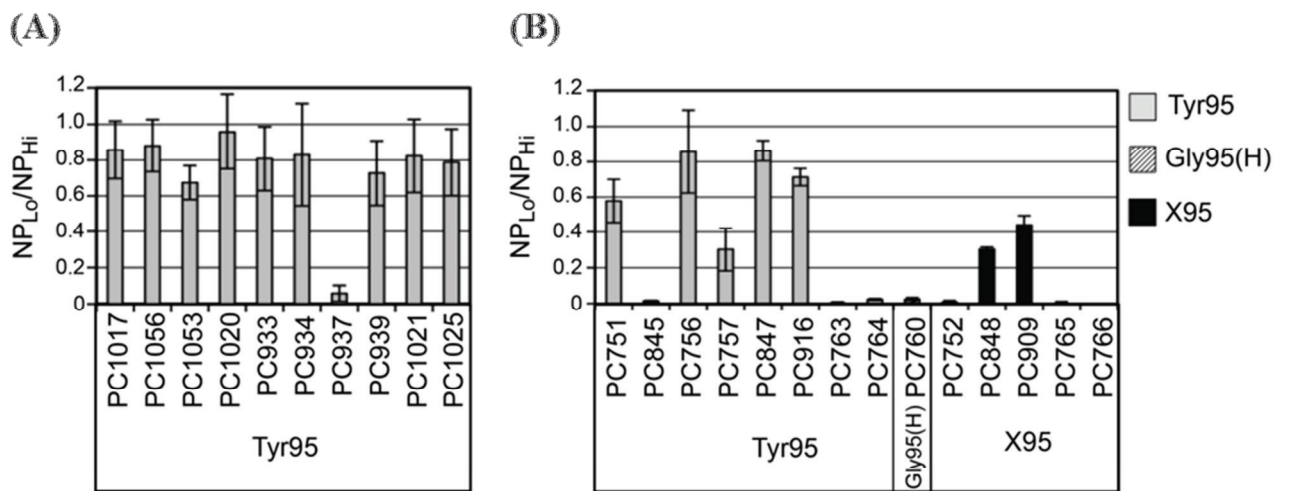 (A)
(B)
NPLo/NPHi
1.2
1.0
0.8
0.6
0.4
0.2
0
PC1017
PC1056
PC1053
PC1020
PC933
PC934
PC937
PC939
PC1021
PC1025
Tyr95
NPLo/NPHi
1.2
1.0
0.8
0.6
0.4
0.2
0
PC751
PC845
PC756
PC757
PC847
PC916
PC763
PC764
Gly95(H) PC760
PC752
PC848
PC909
PC765
PC766
Tyr95
X95
Tyr95
Gly95(H)
X95